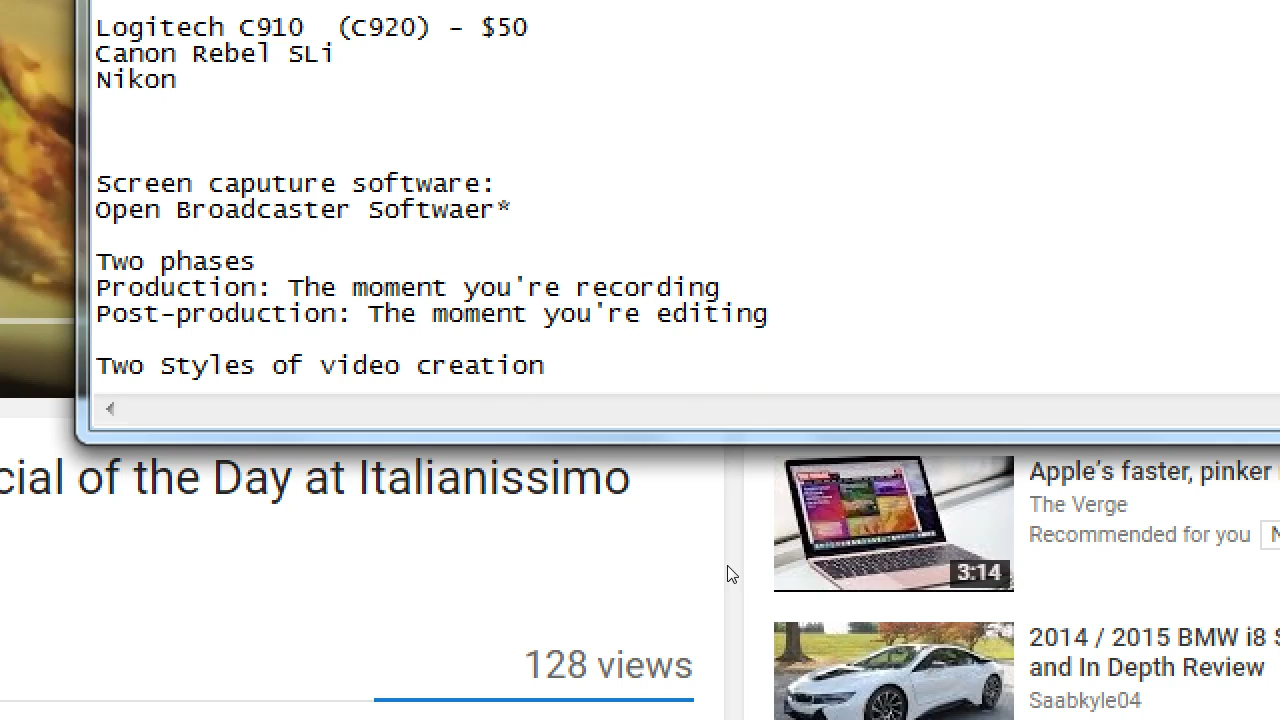 Logitech C910  (C920) - $50
Canon Rebel SLi
Nikon
Screen caputure software:
Open Broadcaster Softwaer*
Two phases
Production: The moment you're recording
Post-production: The moment you're editing
Two Styles of video creation
cial of the Day at Italianissimo
128 views
Apple's faster, pinker
The Verge
Recommended for you
3:14
2014 / 2015 BMW i8 S
and In Depth Review
Saabkyle04